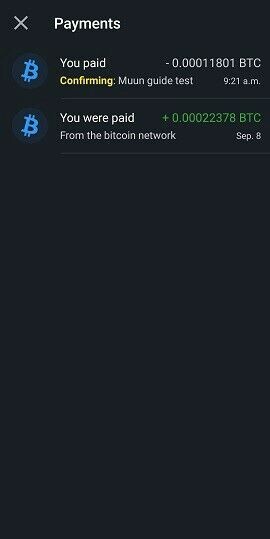 Payments
You paid - 0.00011801 BTC
Confirming: Muun guide test 9:21 a.m.
You were paid + 0.00022378 BTC
From the bitcoin network Sep. 8